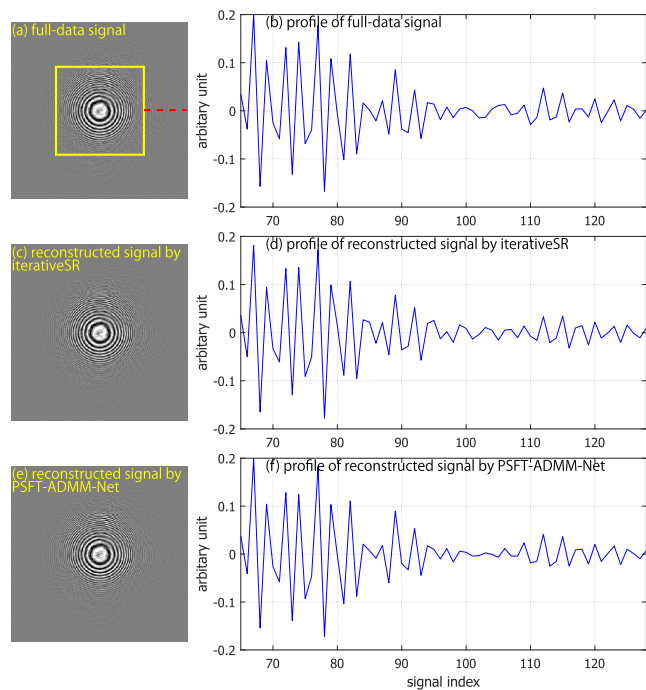 (a) full-data signal
(b) profile of full-data signal
0.2
0.1
0
-0.1
-0.2
arbitary unit
70 80 90 100 110 120
(c) reconstructed signal by
iterativeSR
(d) profile of reconstructed signal by iterativeSR
0.2
0.1
0
-0.1
-0.2
arbitary unit
70 80 90 100 110 120
(e) reconstructed signal by
PSFT-ADMM-Net
(f) profile of reconstructed signal by PSFT-ADMM-Net
0.2
0.1
0
-0.1
-0.2
arbitary unit
70 80 90 100 110 120
signal index